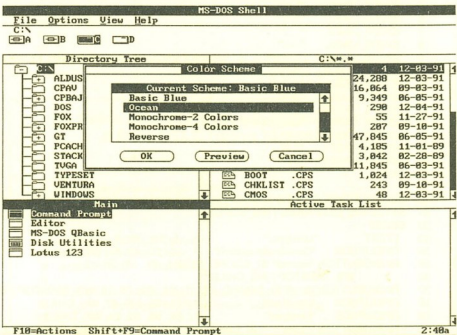 MS-DOS Shell
File Options View Help
C:\
A B C D
Directory Tree
C:\*.*
C:\
ALDUS
CPAV
CPBAJ
DOS
FOX
FOXPR
GT
PCACH
STACK
TVGA
TYPESET
VENTURA
WINDOWS
Color Scheme
Current Scheme: Basic Blue
Basic Blue
Ocean
Monochrome-2 Colors
Monochrome-4 Colors
Reverse
OK Preview Cancel
4 12-03-91
24,288 12-03-91
16,064 09-03-91
9,349 06-05-91
290 12-04-91
55 11-27-91
207 09-10-91
47,845 06-05-91
4,185 11-01-89
3,042 02-28-89
11,845 06-03-91
BOOT .CPS 1,024 12-03-91
CHKLIST .CPS 243 09-10-91
CMOS .CPS 48 12-03-91
Main
Command Prompt
Editor
MS-DOS QBasic
Disk Utilities
Lotus 123
Active Task List
F10=Actions Shift+F9=Command Prompt 2:40a